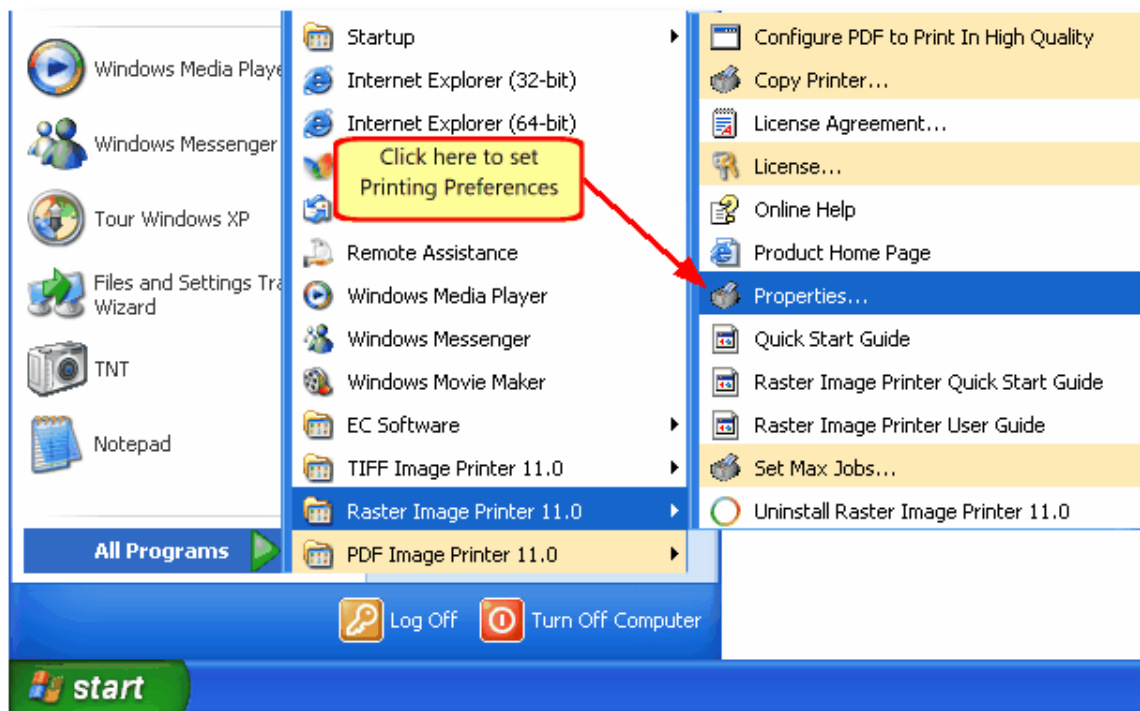 Windows Media Playe
Windows Messenger
Tour Windows XP
Files and Settings Tra
Wizard
TNT
Notepad
All Programs
Startup
Internet Explorer (32-bit)
Internet Explorer (64-bit)
Click here to set
Printing Preferences
Remote Assistance
Windows Media Player
Windows Messenger
Windows Movie Maker
EC Software
TIFF Image Printer 11.0
Raster Image Printer 11.0
PDF Image Printer 11.0
Configure PDF to Print In High Quality
Copy Printer...
License Agreement...
License...
Online Help
Product Home Page
Properties...
Quick Start Guide
Raster Image Printer Quick Start Guide
Raster Image Printer User Guide
Set Max Jobs...
Uninstall Raster Image Printer 11.0
Log Off
Turn Off Computer
start